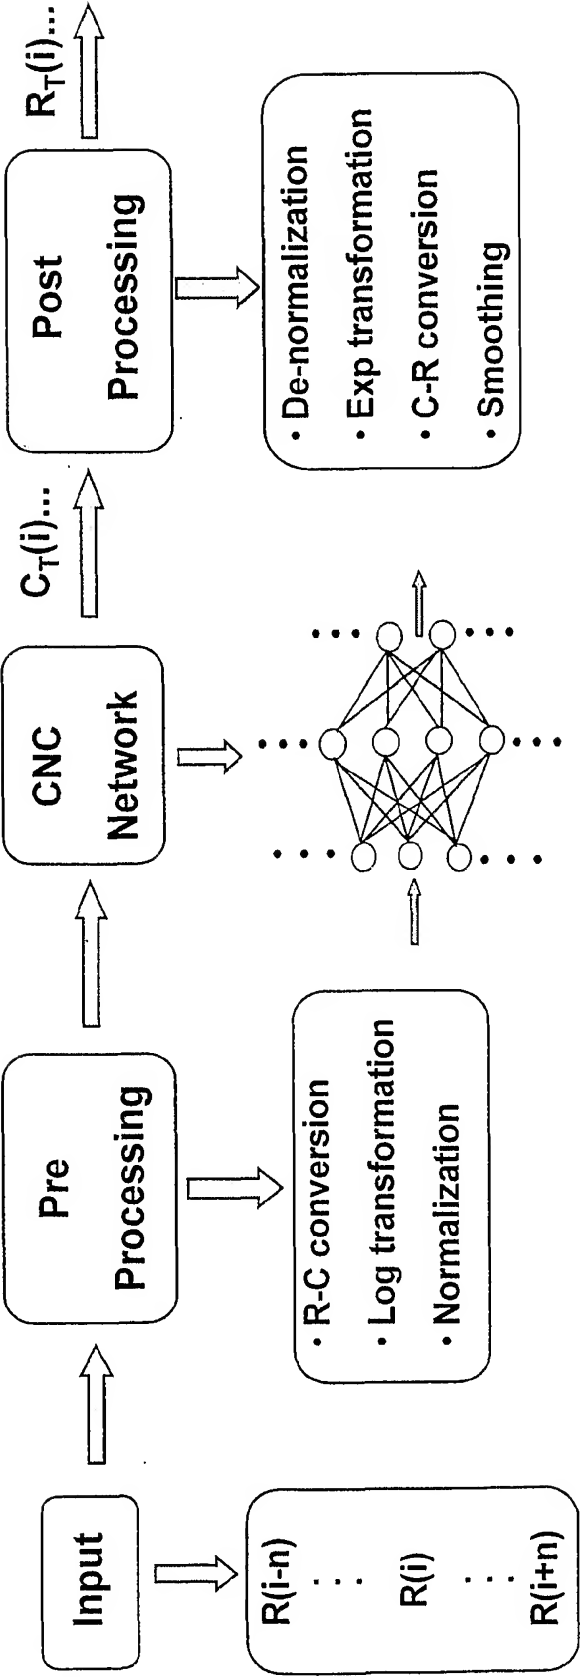 Input
Pre
Processing
CNC
Network
C_T(i)...
Post
Processing
R_T(i)...
R(i-n)
. . .
R(i)
. . .
R(i+n)
• R-C conversion
• Log transformation
• Normalization
• De-normalization
• Exp transformation
• C-R conversion
• Smoothing